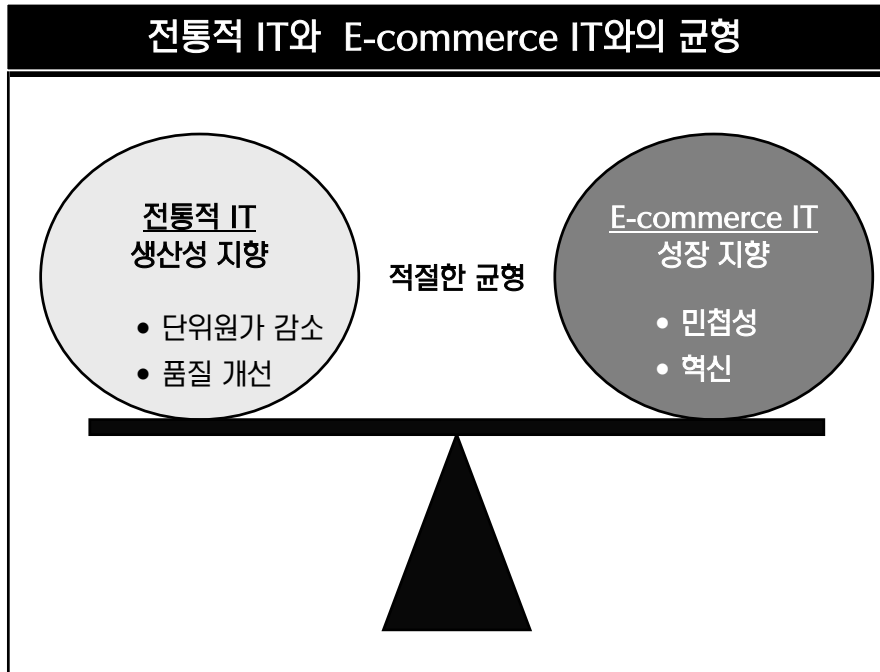 전통적 IT와 E-commerce IT와의 균형
전통적 IT
생산성 지향
• 단위원가 감소
• 품질 개선
적절한 균형
E-commerce IT
성장 지향
• 민첩성
• 혁신